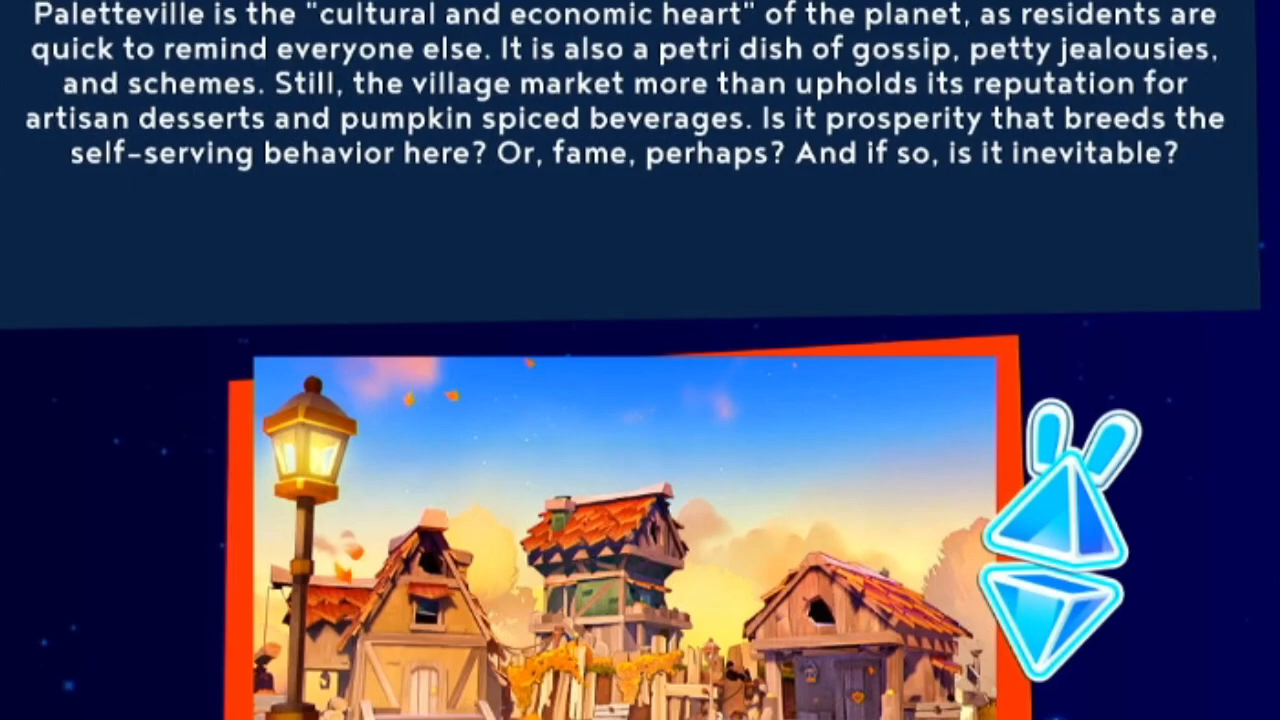 Paletteville is the "cultural and economic heart" of the planet, as residents are
quick to remind everyone else. It is also a petri dish of gossip, petty jealousies,
and schemes. Still, the village market more than upholds its reputation for
artisan desserts and pumpkin spiced beverages. Is it prosperity that breeds the
self-serving behavior here? Or, fame, perhaps? And if so, is it inevitable?